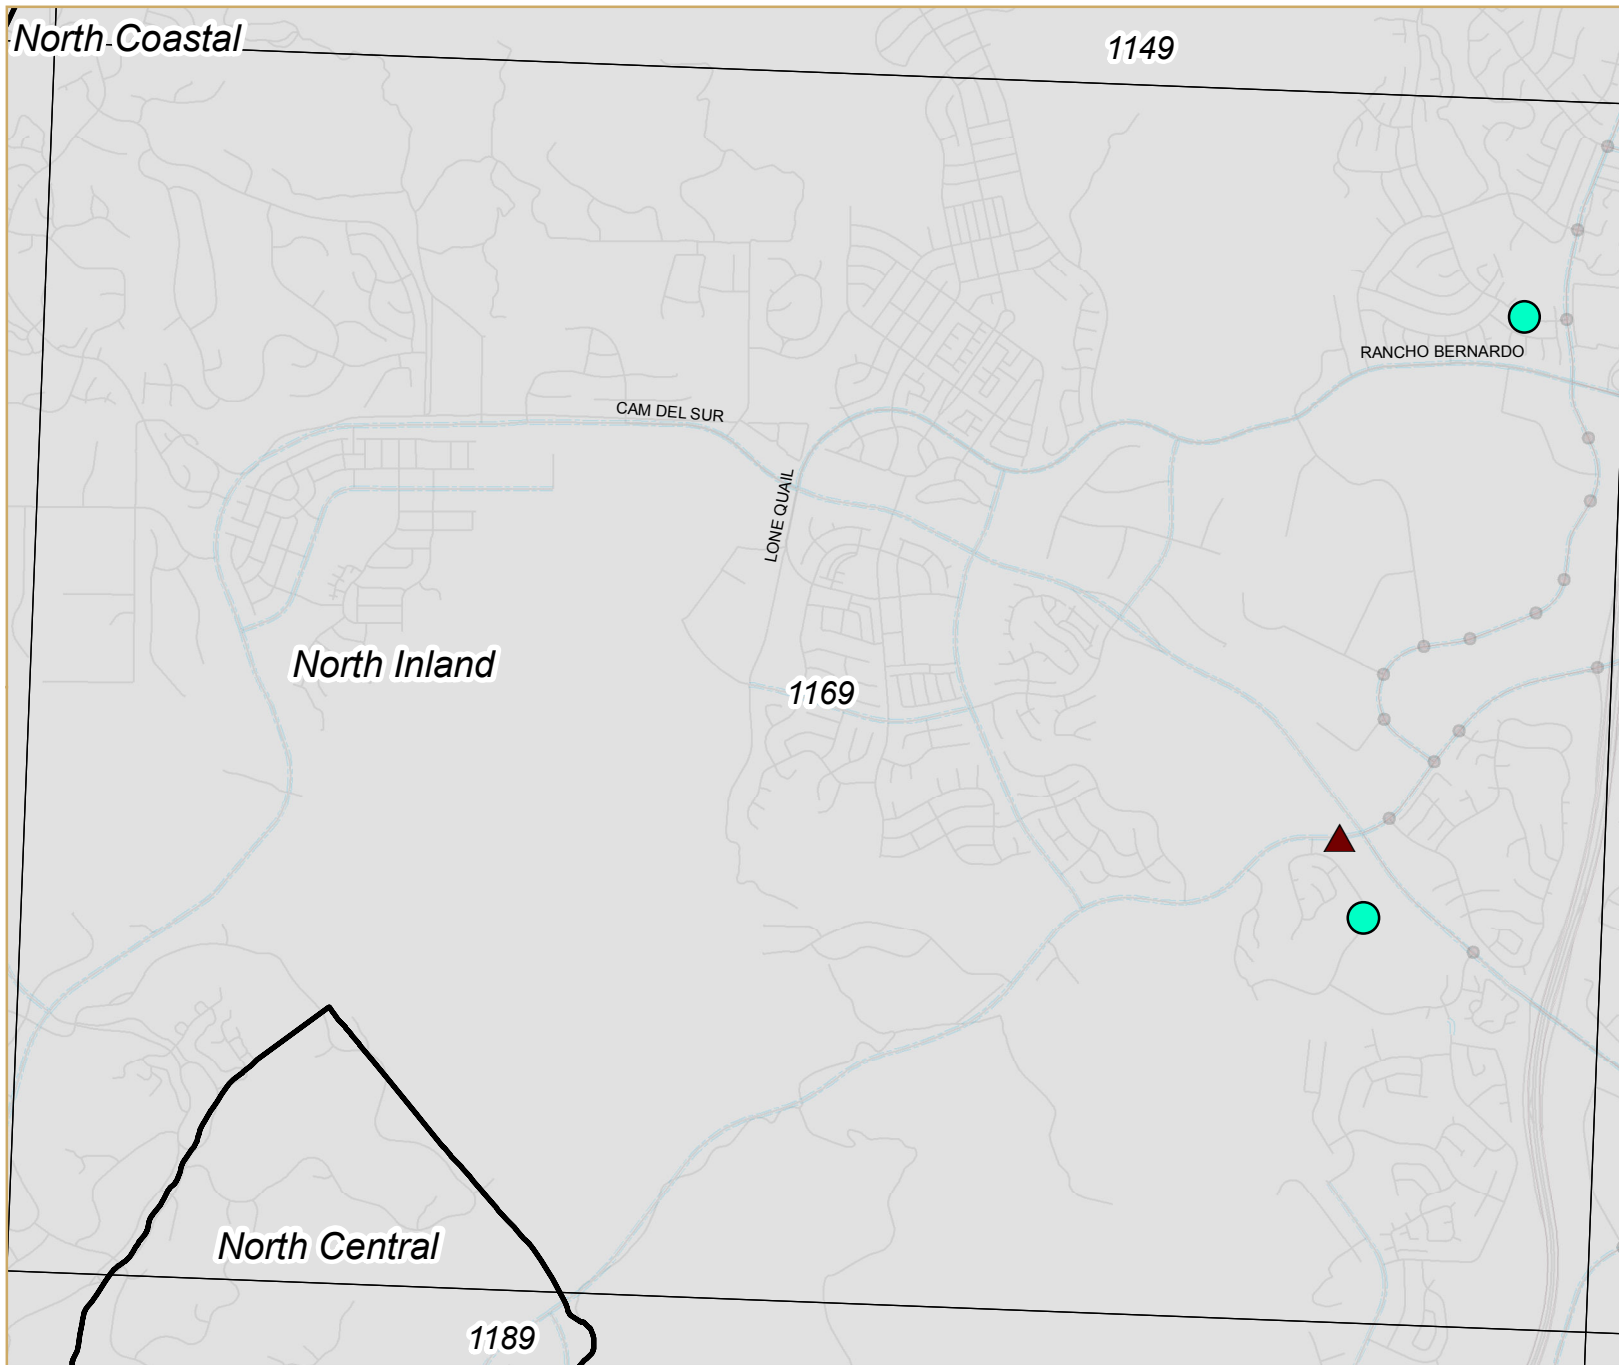 North Coastal
1149
RANCHO BERNARDO
CAM DEL SUR
LONE QUAIL
North Inland
1169
North Central
1189